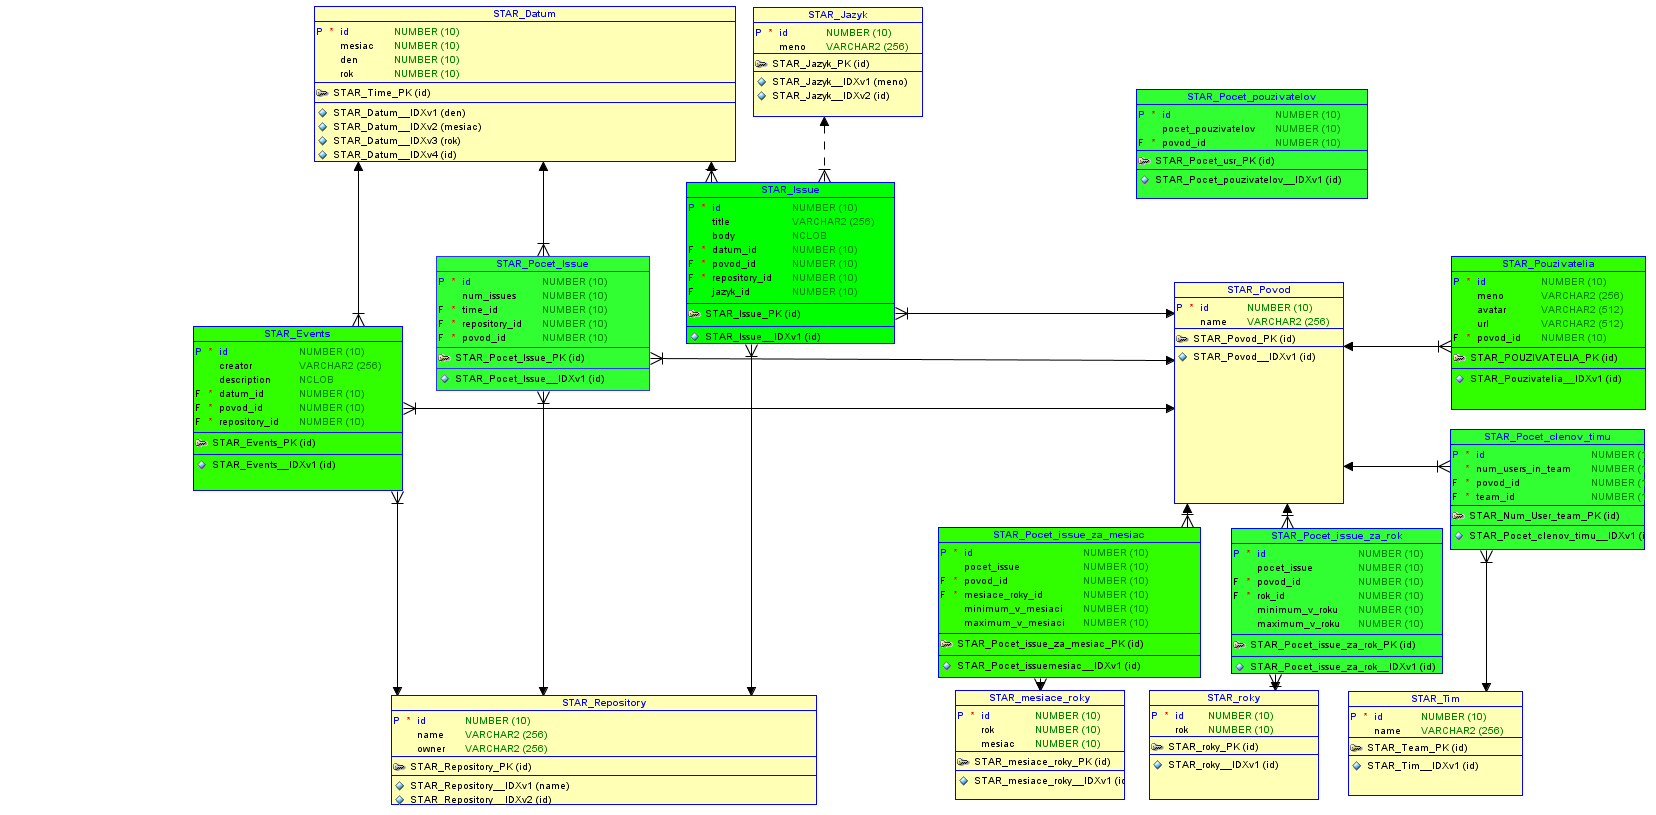 STAR_Datum
P * id NUMBER (10)
mesiac NUMBER (10)
den NUMBER (10)
rok NUMBER (10)
STAR_Time_PK (id)
STAR_Datum__IDXv1 (den)
STAR_Datum__IDXv2 (mesiac)
STAR_Datum__IDXv3 (rok)
STAR_Datum__IDXv4 (id)
STAR_Jazyk
P * id NUMBER (10)
meno VARCHAR2 (256)
STAR_Jazyk_PK (id)
STAR_Jazyk__IDXv1 (meno)
STAR_Jazyk__IDXv2 (id)
STAR_Pocet_pouzivatelov
P * id NUMBER (10)
pocet_pouzivatelov NUMBER (10)
F * povod_id NUMBER (10)
STAR_Pocet_usr_PK (id)
STAR_Pocet_pouzivatelov__IDXv1 (id)
STAR_Issue
P * id NUMBER (10)
title VARCHAR2 (256)
body NCLOB
F * datum_id NUMBER (10)
F * povod_id NUMBER (10)
F * repository_id NUMBER (10)
F jazyk_id NUMBER (10)
STAR_Issue_PK (id)
STAR_Issue__IDXv1 (id)
STAR_Pocet_Issue
P * id NUMBER (10)
num_issues NUMBER (10)
F * time_id NUMBER (10)
F * repository_id NUMBER (10)
F * povod_id NUMBER (10)
STAR_Pocet_Issue_PK (id)
STAR_Pocet_Issue__IDXv1 (id)
STAR_Events
P * id NUMBER (10)
creator VARCHAR2 (256)
description NCLOB
F * datum_id NUMBER (10)
F * povod_id NUMBER (10)
F * repository_id NUMBER (10)
STAR_Events_PK (id)
STAR_Events__IDXv1 (id)
STAR_Povod
P * id NUMBER (10)
name VARCHAR2 (256)
STAR_Povod_PK (id)
STAR_Povod__IDXv1 (id)
STAR_Pouzivatelia
P * id NUMBER (10)
meno VARCHAR2 (256)
avatar VARCHAR2 (512)
url VARCHAR2 (512)
F * povod_id NUMBER (10)
STAR_POUZIVATELIA_PK (id)
STAR_Pouzivatelia__IDXv1 (id)
STAR_Pocet_clenov_timu
P * id NUMBER (
* num_users_in_team NUMBER (
F * povod_id NUMBER (
F * team_id NUMBER (
STAR_Num_User_team_PK (id)
STAR_Pocet_clenov_timu__IDXv1 (i
STAR_Pocet_issue_za_mesiac
P * id NUMBER (10)
pocet_issue NUMBER (10)
F * povod_id NUMBER (10)
F * mesiace_roky_id NUMBER (10)
minimum_v_mesiaci NUMBER (10)
maximum_v_mesiaci NUMBER (10)
STAR_Pocet_issue_za_mesiac_PK (id)
STAR_Pocet_issuemesiac__IDXv1 (id)
STAR_Pocet_issue_za_rok
P * id NUMBER (10)
pocet_issue NUMBER (10)
F * povod_id NUMBER (10)
F * rok_id NUMBER (10)
minimum_v_roku NUMBER (10)
maximum_v_roku NUMBER (10)
STAR_Pocet_issue_za_rok_PK (id)
STAR_Pocet_issue_za_rok__IDXv1 (id)
STAR_Repository
P * id NUMBER (10)
name VARCHAR2 (256)
owner VARCHAR2 (256)
STAR_Repository_PK (id)
STAR_Repository__IDXv1 (name)
STAR_Repository__IDXv2 (id)
STAR_mesiace_roky
P * id NUMBER (10)
rok NUMBER (10)
mesiac NUMBER (10)
STAR_mesiace_roky_PK (id)
STAR_mesiace_roky__IDXv1 (id
STAR_roky
P * id NUMBER (10)
rok NUMBER (10)
STAR_roky_PK (id)
STAR_roky__IDXv1 (id)
STAR_Tim
P * id NUMBER (10)
name VARCHAR2 (256)
STAR_Team_PK (id)
STAR_Tim__IDXv1 (id)